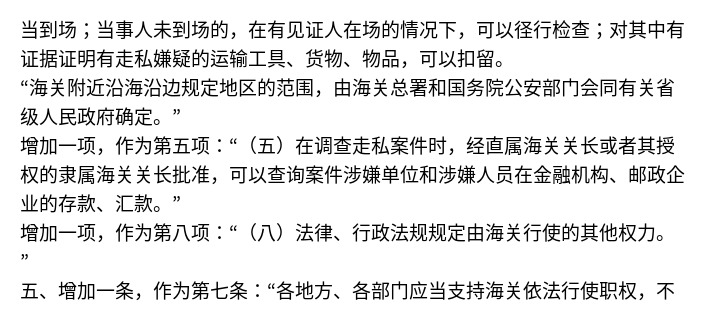 当到场；当事人未到场的，在有见证人在场的情况下，可以径行检查；对其中有
证据证明有走私嫌疑的运输工具、货物、物品，可以扣留。
“海关附近沿海沿边规定地区的范围，由海关总署和国务院公安部门会同有关省
级人民政府确定。”
增加一项，作为第五项：“（五）在调查走私案件时，经直属海关关长或者其授
权的隶属海关关长批准，可以查询案件涉嫌单位和涉嫌人员在金融机构、邮政企
业的存款、汇款。”
增加一项，作为第八项：“（八）法律、行政法规规定由海关行使的其他权力。
”
五、增加一条，作为第七条：“各地方、各部门应当支持海关依法行使职权，不